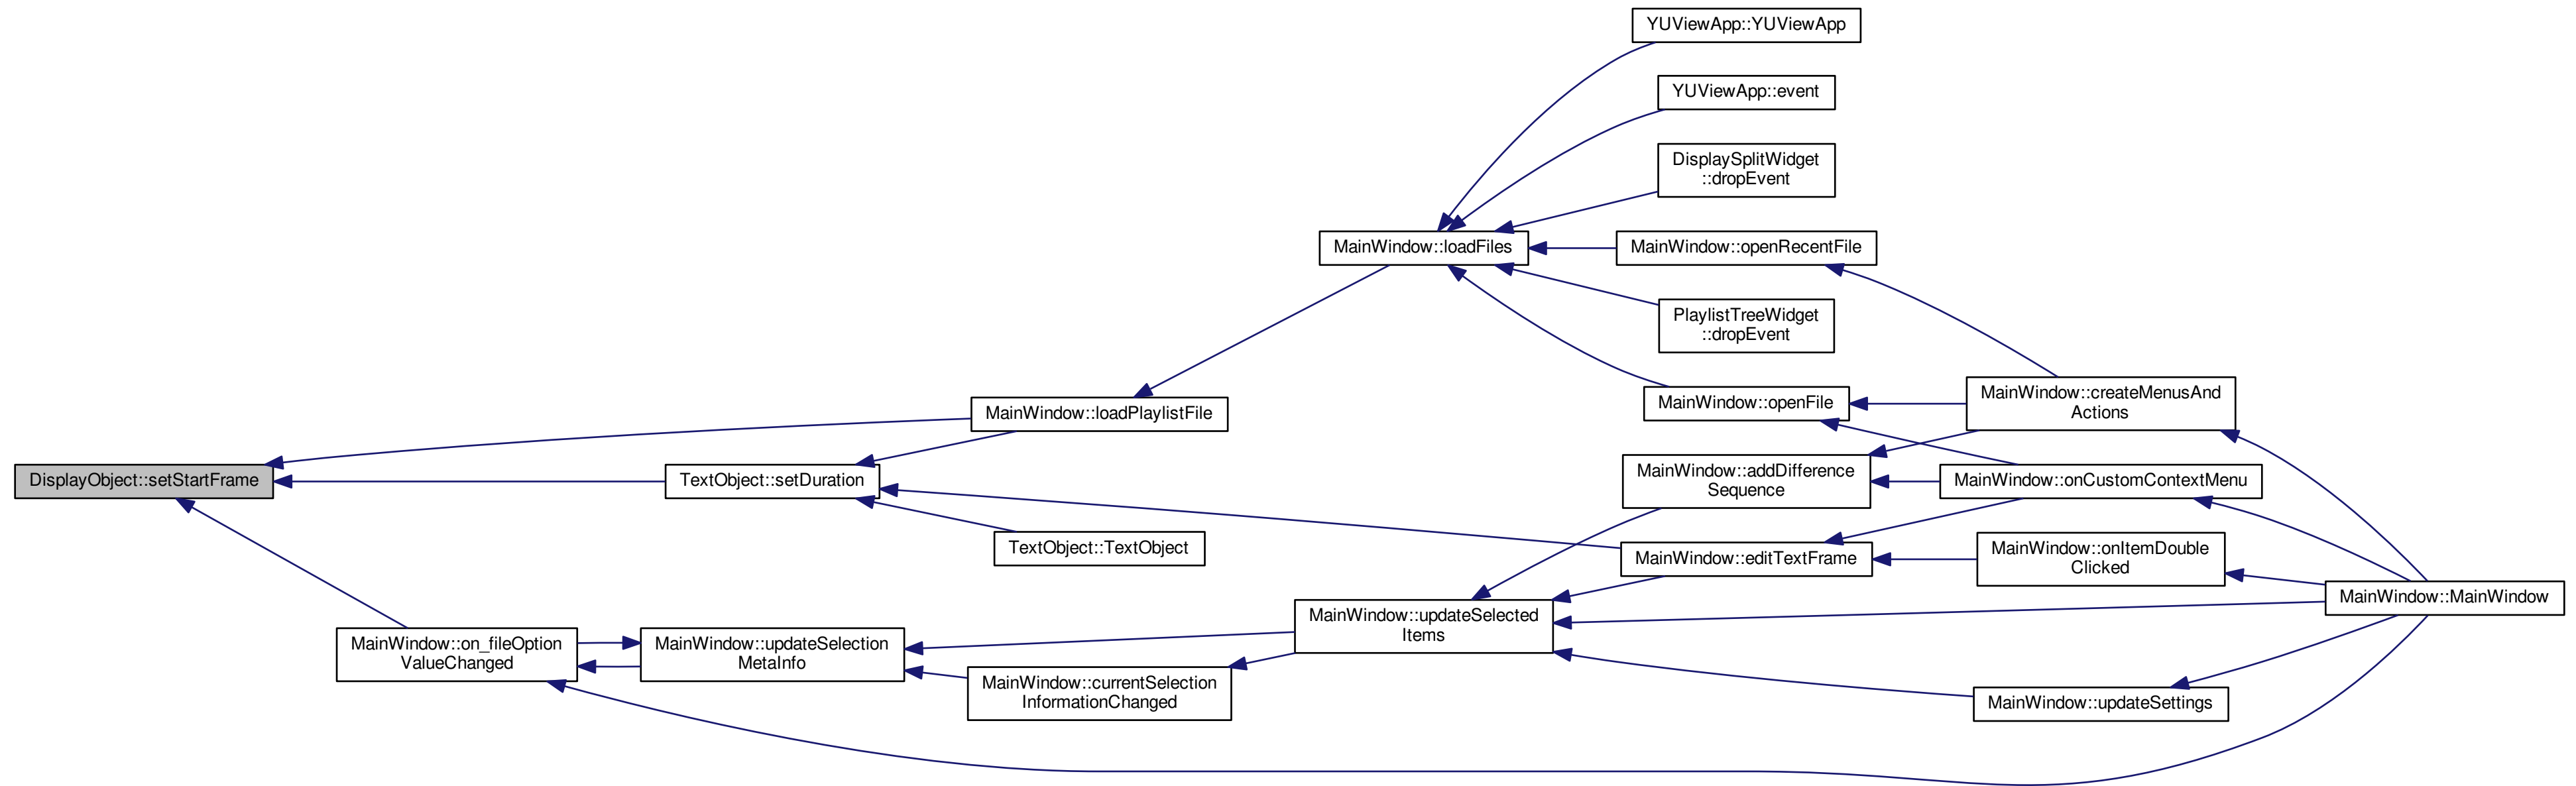 YUViewApp::YUViewApp
YUViewApp::event
DisplaySplitWidget
::dropEvent
MainWindow::loadFiles
MainWindow::openRecentFile
PlaylistTreeWidget
::dropEvent
MainWindow::openFile
MainWindow::createMenusAnd
Actions
MainWindow::loadPlaylistFile
DisplayObject::setStartFrame
TextObject::setDuration
MainWindow::addDifference
Sequence
MainWindow::onCustomContextMenu
TextObject::TextObject
MainWindow::editTextFrame
MainWindow::onItemDouble
Clicked
MainWindow::MainWindow
MainWindow::updateSelected
Items
MainWindow::on_fileOption
ValueChanged
MainWindow::updateSelection
MetaInfo
MainWindow::currentSelection
InformationChanged
MainWindow::updateSettings